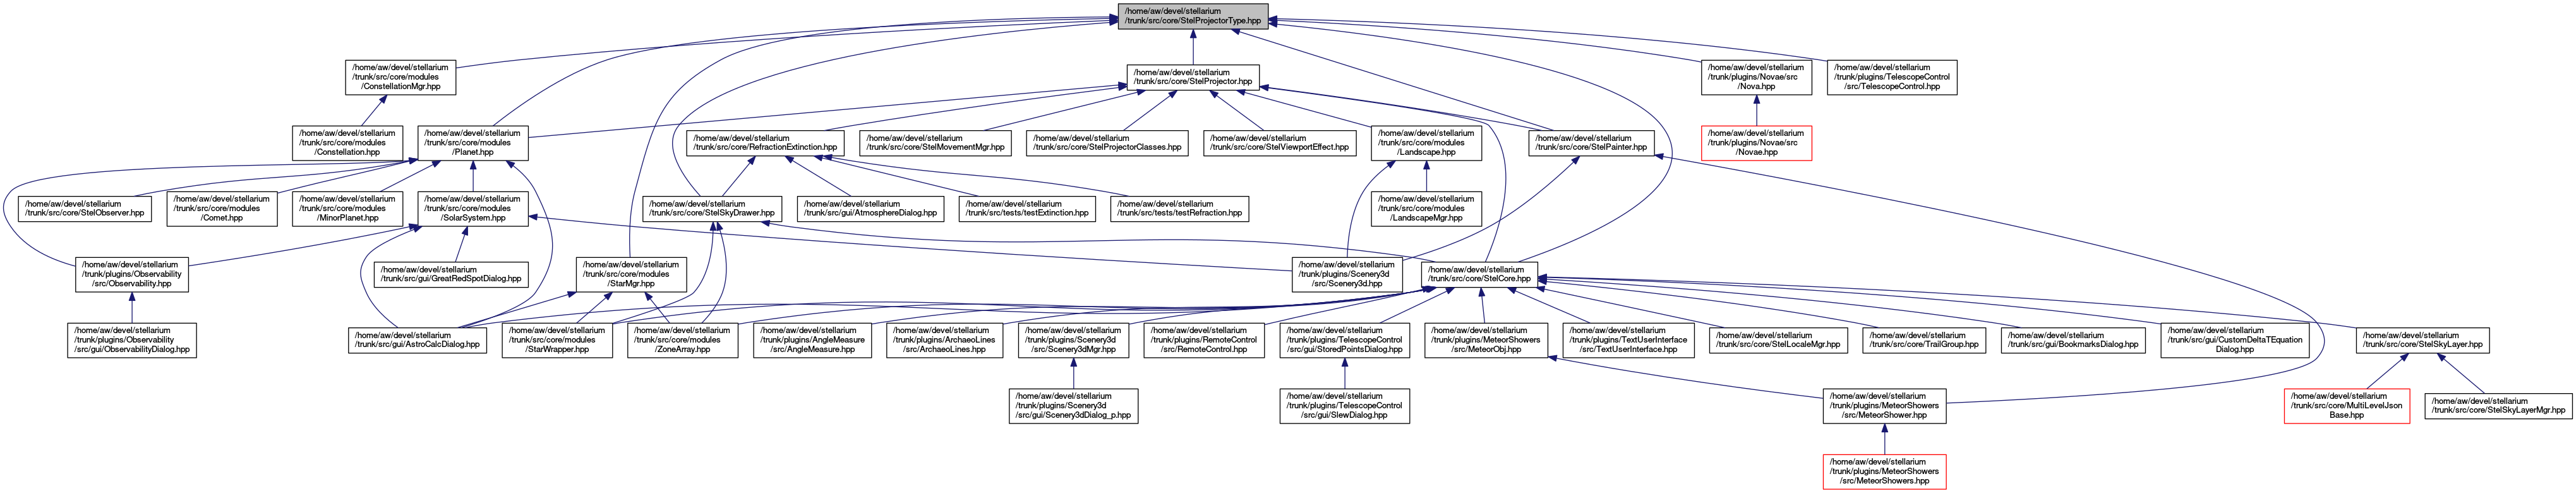 /home/aw/devel/stellarium
/trunk/src/core/StelProjectorType.hpp
/home/aw/devel/stellarium
/trunk/src/core/modules
/ConstellationMgr.hpp
/home/aw/devel/stellarium
/trunk/src/core/StelProjector.hpp
/home/aw/devel/stellarium
/trunk/plugins/Novae/src
/Nova.hpp
/home/aw/devel/stellarium
/trunk/plugins/TelescopeControl
/src/TelescopeControl.hpp
/home/aw/devel/stellarium
/trunk/src/core/modules
/Constellation.hpp
/home/aw/devel/stellarium
/trunk/src/core/modules
/Planet.hpp
/home/aw/devel/stellarium
/trunk/src/core/RefractionExtinction.hpp
/home/aw/devel/stellarium
/trunk/src/core/StelMovementMgr.hpp
/home/aw/devel/stellarium
/trunk/src/core/StelProjectorClasses.hpp
/home/aw/devel/stellarium
/trunk/src/core/StelViewportEffect.hpp
/home/aw/devel/stellarium
/trunk/src/core/modules
/Landscape.hpp
/home/aw/devel/stellarium
/trunk/src/core/StelPainter.hpp
/home/aw/devel/stellarium
/trunk/plugins/Novae/src
/Novae.hpp
/home/aw/devel/stellarium
/trunk/src/core/StelObserver.hpp
/home/aw/devel/stellarium
/trunk/src/core/modules
/Comet.hpp
/home/aw/devel/stellarium
/trunk/src/core/modules
/MinorPlanet.hpp
/home/aw/devel/stellarium
/trunk/src/core/modules
/SolarSystem.hpp
/home/aw/devel/stellarium
/trunk/src/core/StelSkyDrawer.hpp
/home/aw/devel/stellarium
/trunk/src/gui/AtmosphereDialog.hpp
/home/aw/devel/stellarium
/trunk/src/tests/testExtinction.hpp
/home/aw/devel/stellarium
/trunk/src/tests/testRefraction.hpp
/home/aw/devel/stellarium
/trunk/src/core/modules
/LandscapeMgr.hpp
/home/aw/devel/stellarium
/trunk/plugins/Observability
/src/Observability.hpp
/home/aw/devel/stellarium
/trunk/src/gui/GreatRedSpotDialog.hpp
/home/aw/devel/stellarium
/trunk/src/core/modules
/StarMgr.hpp
/home/aw/devel/stellarium
/trunk/plugins/Scenery3d
/src/Scenery3d.hpp
/home/aw/devel/stellarium
/trunk/src/core/StelCore.hpp
/home/aw/devel/stellarium
/trunk/plugins/Observability
/src/gui/ObservabilityDialog.hpp
/home/aw/devel/stellarium
/trunk/src/gui/AstroCalcDialog.hpp
/home/aw/devel/stellarium
/trunk/src/core/modules
/StarWrapper.hpp
/home/aw/devel/stellarium
/trunk/src/core/modules
/ZoneArray.hpp
/home/aw/devel/stellarium
/trunk/plugins/AngleMeasure
/src/AngleMeasure.hpp
/home/aw/devel/stellarium
/trunk/plugins/ArchaeoLines
/src/ArchaeoLines.hpp
/home/aw/devel/stellarium
/trunk/plugins/Scenery3d
/src/Scenery3dMgr.hpp
/home/aw/devel/stellarium
/trunk/plugins/RemoteControl
/src/RemoteControl.hpp
/home/aw/devel/stellarium
/trunk/plugins/TelescopeControl
/src/gui/StoredPointsDialog.hpp
/home/aw/devel/stellarium
/trunk/plugins/MeteorShowers
/src/MeteorObj.hpp
/home/aw/devel/stellarium
/trunk/plugins/TextUserInterface
/src/TextUserInterface.hpp
/home/aw/devel/stellarium
/trunk/src/core/StelLocaleMgr.hpp
/home/aw/devel/stellarium
/trunk/src/core/TrailGroup.hpp
/home/aw/devel/stellarium
/trunk/src/gui/BookmarksDialog.hpp
/home/aw/devel/stellarium
/trunk/src/gui/CustomDeltaTEquation
Dialog.hpp
/home/aw/devel/stellarium
/trunk/src/core/StelSkyLayer.hpp
/home/aw/devel/stellarium
/trunk/plugins/Scenery3d
/src/gui/Scenery3dDialog_p.hpp
/home/aw/devel/stellarium
/trunk/plugins/TelescopeControl
/src/gui/SlewDialog.hpp
/home/aw/devel/stellarium
/trunk/plugins/MeteorShowers
/src/MeteorShower.hpp
/home/aw/devel/stellarium
/trunk/src/core/MultiLevelJson
Base.hpp
/home/aw/devel/stellarium
/trunk/src/core/StelSkyLayerMgr.hpp
/home/aw/devel/stellarium
/trunk/plugins/MeteorShowers
/src/MeteorShowers.hpp